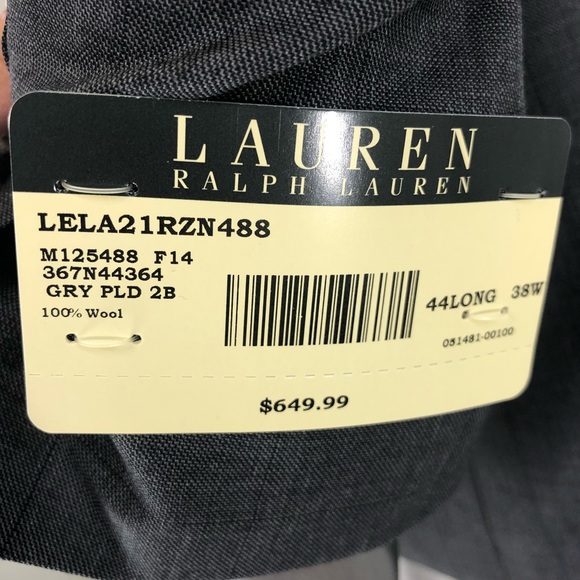 LAUREN
RALPH LAUREN
LELA21RZN488
M125488 F14
367N44364
GRY PLD 2B
100% Wool
44LONG 38W
051481-00100
$649.99